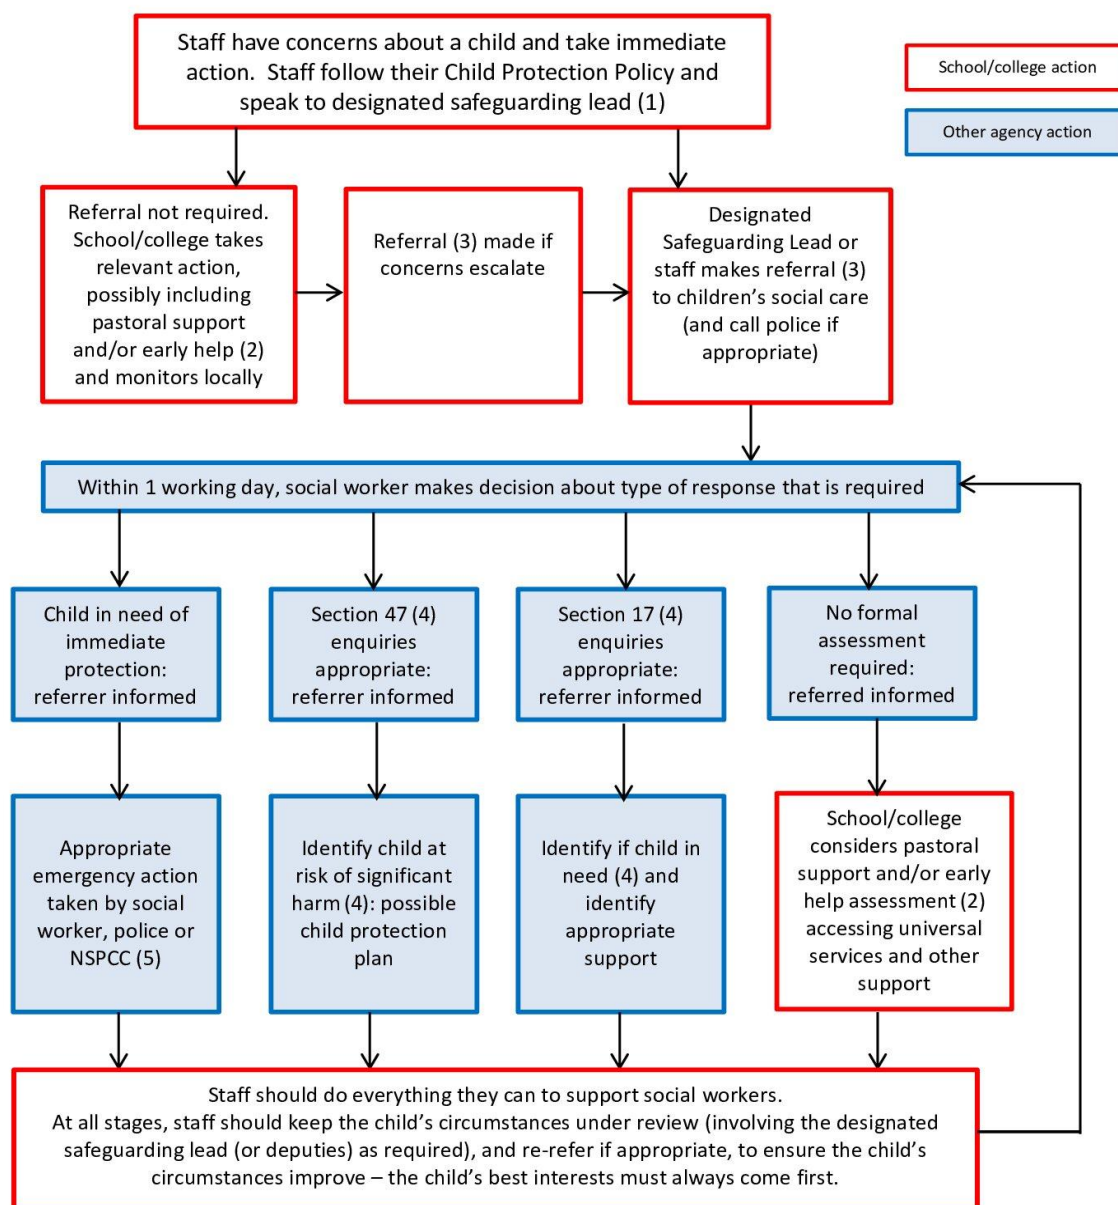 Staff have concerns about a child and take immediate
action.  Staff follow their Child Protection Policy and
speak to designated safeguarding lead (1)
School/college action
Other agency action
Referral not required.
School/college takes
relevant action,
possibly including
pastoral support
and/or early help (2)
and monitors locally
Referral (3) made if
concerns escalate
Designated
Safeguarding Lead or
staff makes referral (3)
to children’s social care
(and call police if
appropriate)
Within 1 working day, social worker makes decision about type of response that is required
Child in need of
immediate
protection:
referrer informed
Section 47 (4)
enquiries
appropriate:
referrer informed
Section 17 (4)
enquiries
appropriate:
referrer informed
No formal
assessment
required:
referred informed
Appropriate
emergency action
taken by social
worker, police or
NSPCC (5)
Identify child at
risk of significant
harm (4): possible
child protection
plan
Identify if child in
need (4) and
identify
appropriate
support
School/college
considers pastoral
support and/or early
help assessment (2)
accessing universal
services and other
support
Staff should do everything they can to support social workers.
At all stages, staff should keep the child’s circumstances under review (involving the designated
safeguarding lead (or deputies) as required), and re-refer if appropriate, to ensure the child’s
circumstances improve – the child’s best interests must always come first.